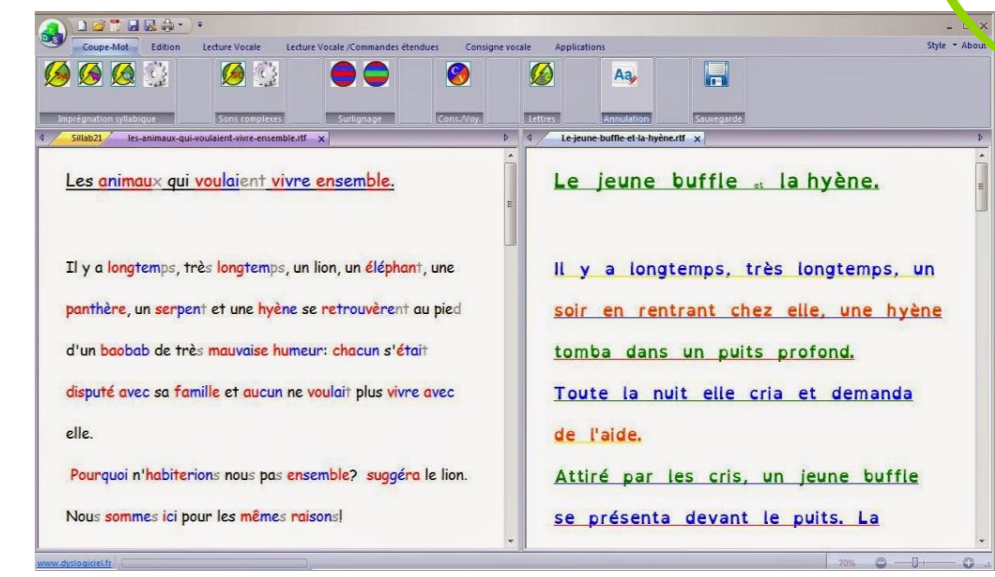 Coupe-Mot Edition Lecture Vocale Lecture Vocale /Commandes étendues Consigne vocale Applications Style About
Aa
Imprégnation syllabique Sons complexes Surlignage Cons./Voy. Lettres Annulation Sauvegarde
Sillab21 les-animaux-qui-voulaient-vivre-ensemble.rtf x
Les animaux qui voulaient vivre ensemble.
Il y a longtemps, très longtemps, un lion, un éléphant, une
panthère, un serpent et une hyène se retrouvèrent au pied
d'un baobab de très mauvaise humeur: chacun s'était
disputé avec sa famille et aucun ne voulait plus vivre avec
elle.
Pourquoi n'habiterions nous pas ensemble? suggéra le lion.
Nous sommes ici pour les mêmes raisons!
Le-jeune-buffle-et-la-hyène.rtf x
Le jeune buffle et la hyène.
Il y a longtemps, très longtemps, un
soir en rentrant chez elle, une hyène
tomba dans un puits profond.
Toute la nuit elle cria et demanda
de l'aide.
Attiré par les cris, un jeune buffle
se présenta devant le puits. La
www.dyslogiciel.fr 70%